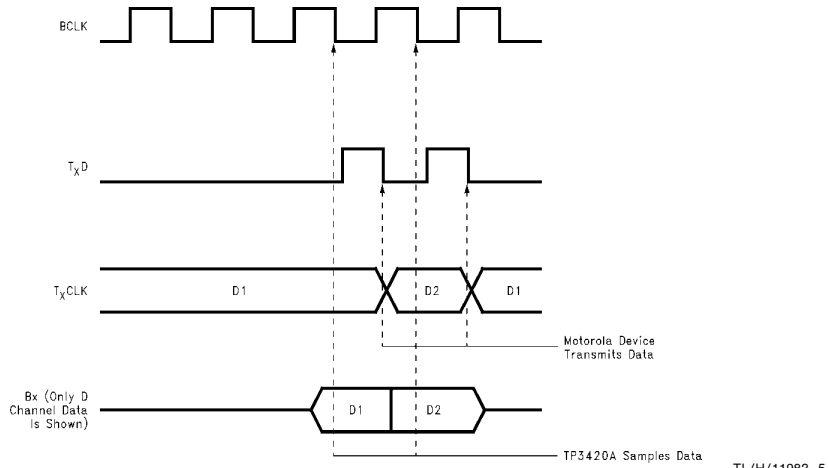 BCLK
TXD
TXCLK
D1
D2
D1
Motorola Device
Transmits Data
Bx (Only D
Channel Data
Is Shown)
D1
D2
TP3420A Samples Data